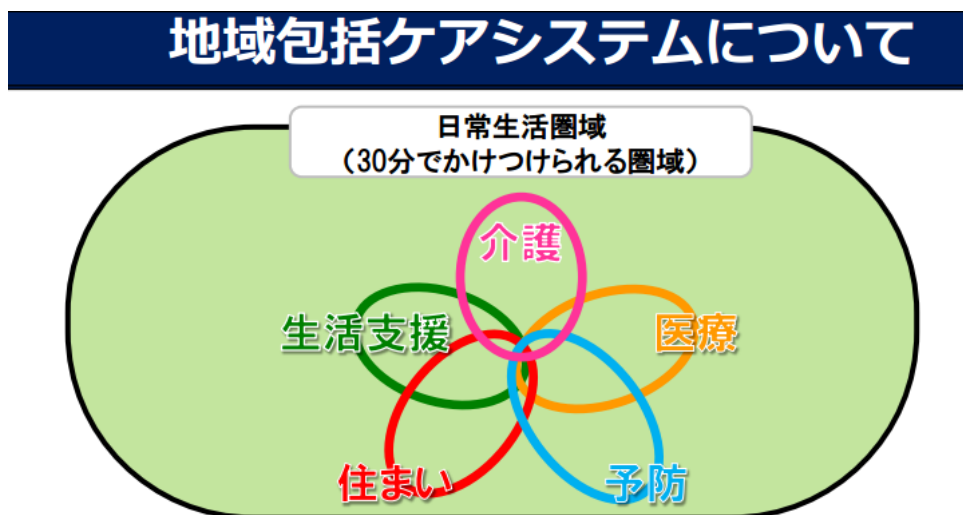 地域包括ケアシステムについて
日常生活圏域
（30分でかけつけられる圏域）
介護
生活支援
医療
住まい
予防